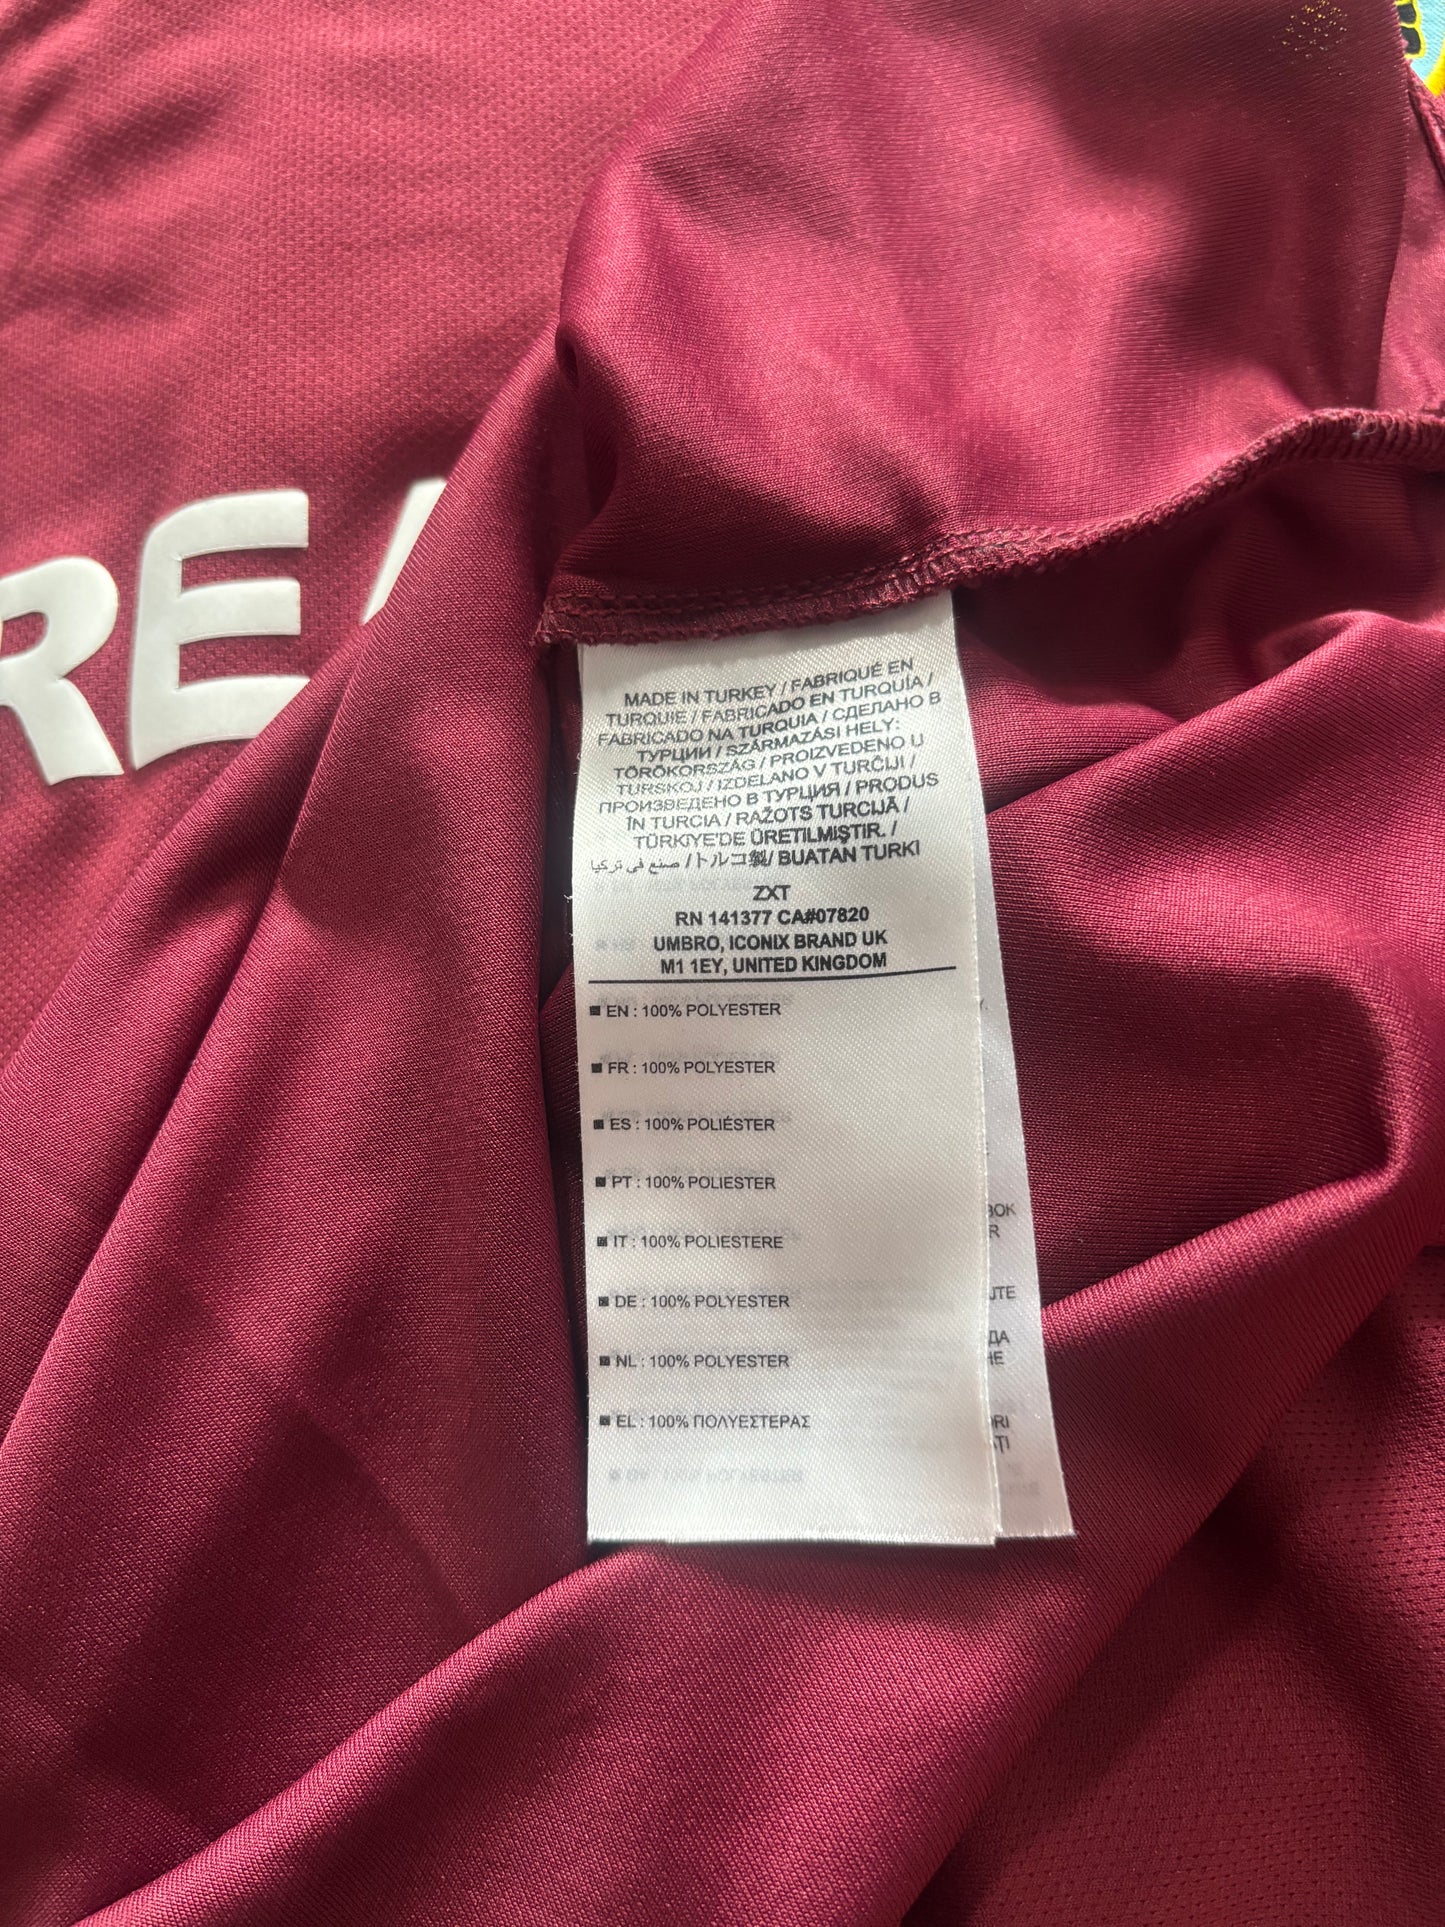 RE
MADE IN TURKEY / FABRIQUÉ EN
TURQUIE / FABRICADO EN TURQUÍA /
FABRICADO NA TURQUIA / СДЕЛАНО В
ТУРЦИИ / SZÁRMAZÁSI HELY:
TÖRÖKORSZÁG / PROIZVEDENO U
TURSKOJ / IZDELANO V TURČIJI /
ПРОИЗВЕДЕНО В ТУРЦИЯ / PRODUS
ÎN TURCIA / RAŽOTS TURCIJĀ /
TÜRKİYE'DE ÜRETİLMİŞTİR. /
صنع في تركيا / トルコ製/ BUATAN TURKI
ZXT
RN 141377 CA#07820
UMBRO, ICONIX BRAND UK
M1 1EY, UNITED KINGDOM
EN : 100% POLYESTER
FR : 100% POLYESTER
ES : 100% POLIÉSTER
PT : 100% POLIESTER
IT : 100% POLIESTERE
DE : 100% POLYESTER
NL : 100% POLYESTER
EL : 100% ΠΟΛΥΕΣΤΕΡΑΣ